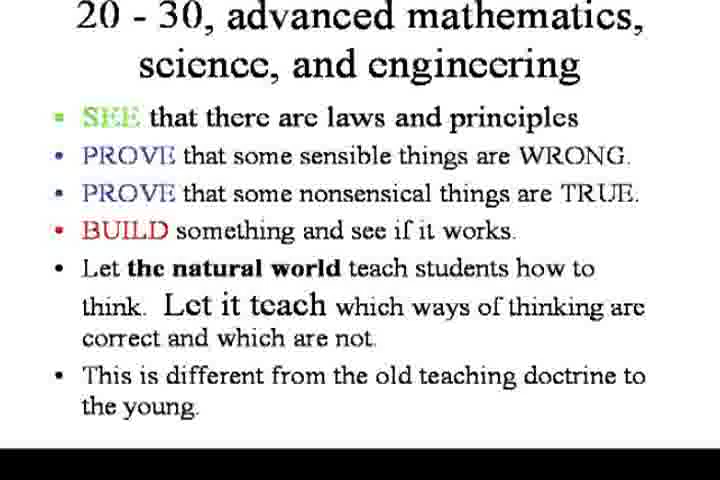 20 - 30, advanced mathematics,
science, and engineering
SEE that there are laws and principles
PROVE that some sensible things are WRONG.
PROVE that some nonsensical things are TRUE.
BUILD something and see if it works.
Let the natural world teach students how to
think. Let it teach which ways of thinking are
correct and which are not.
This is different from the old teaching doctrine to
the young.